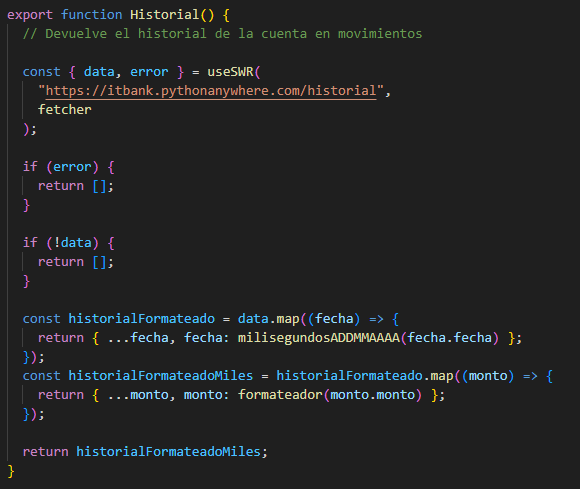 export function Historial() {
// Devuelve el historial de la cuenta en movimientos
const { data, error } = useSWR(
"https://itbank.pythonanywhere.com/historial",
fetcher
);
if (error) {
return [];
}
if (!data) {
return [];
}
const historialFormateado = data.map((fecha) => {
return { ...fecha, fecha: milisegundosADDMMAAAA(fecha.fecha) };
});
const historialFormateadoMiles = historialFormateado.map((monto) => {
return { ...monto, monto: formateador(monto.monto) };
});
return historialFormateadoMiles;
}